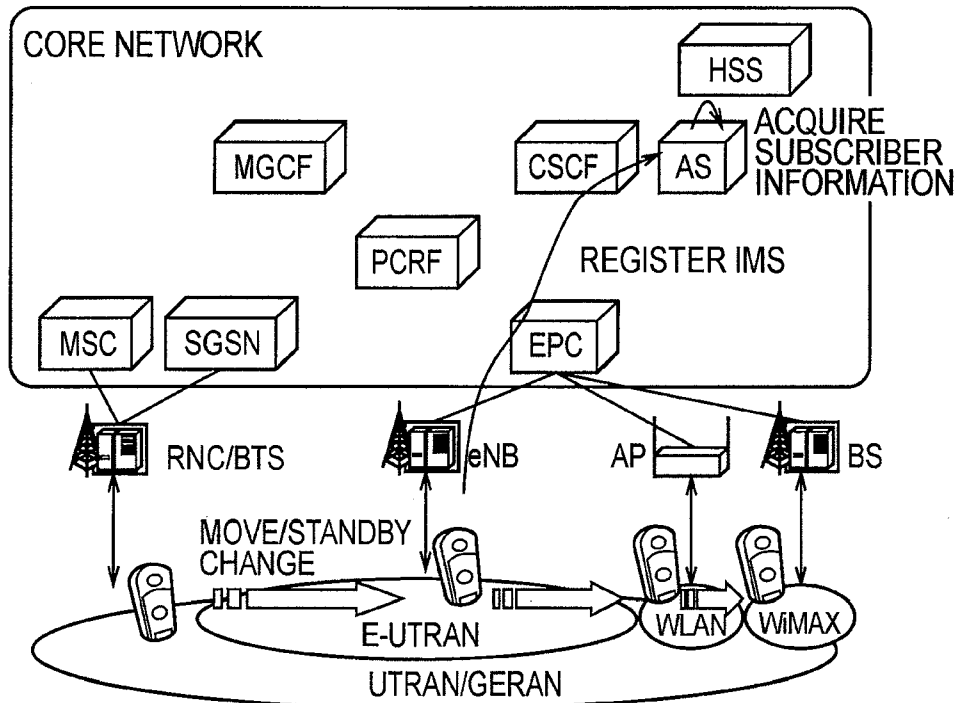 CORE NETWORK
HSS
MGCF
CSCF
AS
ACQUIRE
SUBSCRIBER
INFORMATION
PCRF
REGISTER IMS
MSC
SGSN
EPC
RNC/BTS
eNB
AP
BS
MOVE/STANDBY
CHANGE
E-UTRAN
WLAN
WiMAX
UTRAN/GERAN